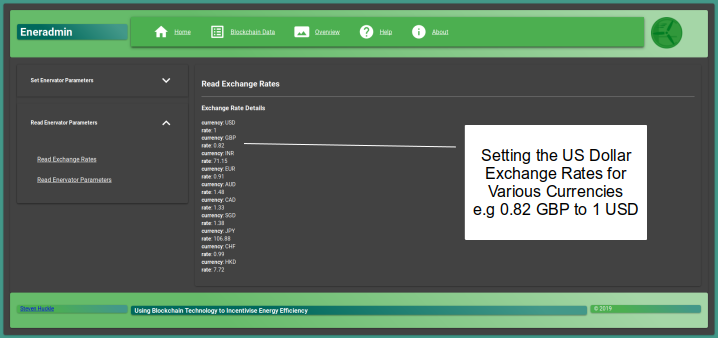 Eneradmin
Home
Blockchain Data
Overview
Help
About
Set Enervator Parameters
Read Enervator Parameters
Read Exchange Rates
Read Enervator Parameters
Read Exchange Rates
Exchange Rate Details
currency: USD
rate: 1
currency: GBP
rate: 0.82
currency: INR
rate: 71.15
currency: EUR
rate: 0.91
currency: AUD
rate: 1.48
currency: CAD
rate: 1.33
currency: SGD
rate: 1.38
currency: JPY
rate: 106.88
currency: CHF
rate: 0.99
currency: HKD
rate: 7.72
Setting the US Dollar
Exchange Rates for
Various Currencies
e.g 0.82 GBP to 1 USD
Steven Huckle
Using Blockchain Technology to Incentivise Energy Efficiency
© 2019